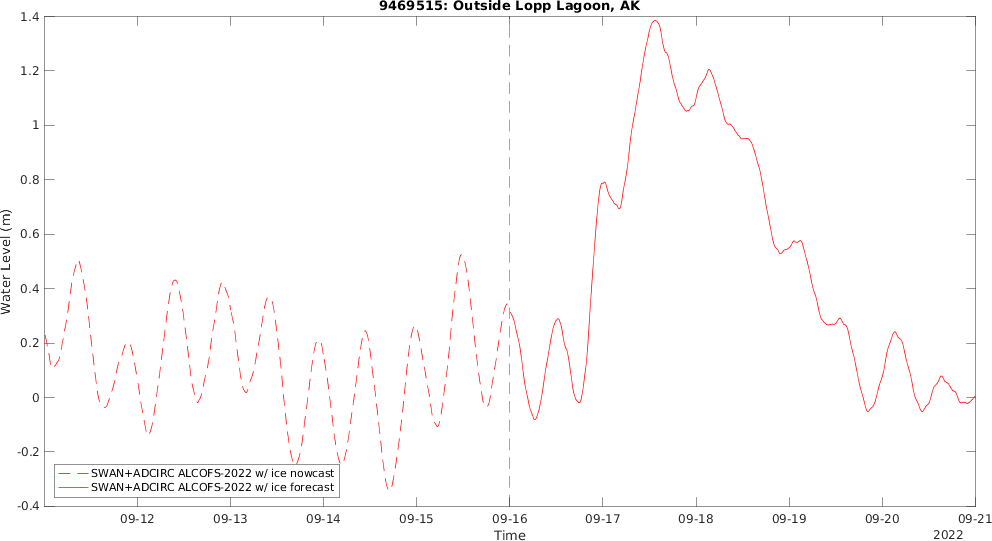 9469515: Outside Lopp Lagoon, AK
Water Level (m)
1.4
1.2
1
0.8
0.6
0.4
0.2
0
-0.2
-0.4
SWAN+ADCIRC ALCOFS-2022 w/ ice nowcast
SWAN+ADCIRC ALCOFS-2022 w/ ice forecast
09-12 09-13 09-14 09-15 09-16 09-17 09-18 09-19 09-20 09-21
Time
2022